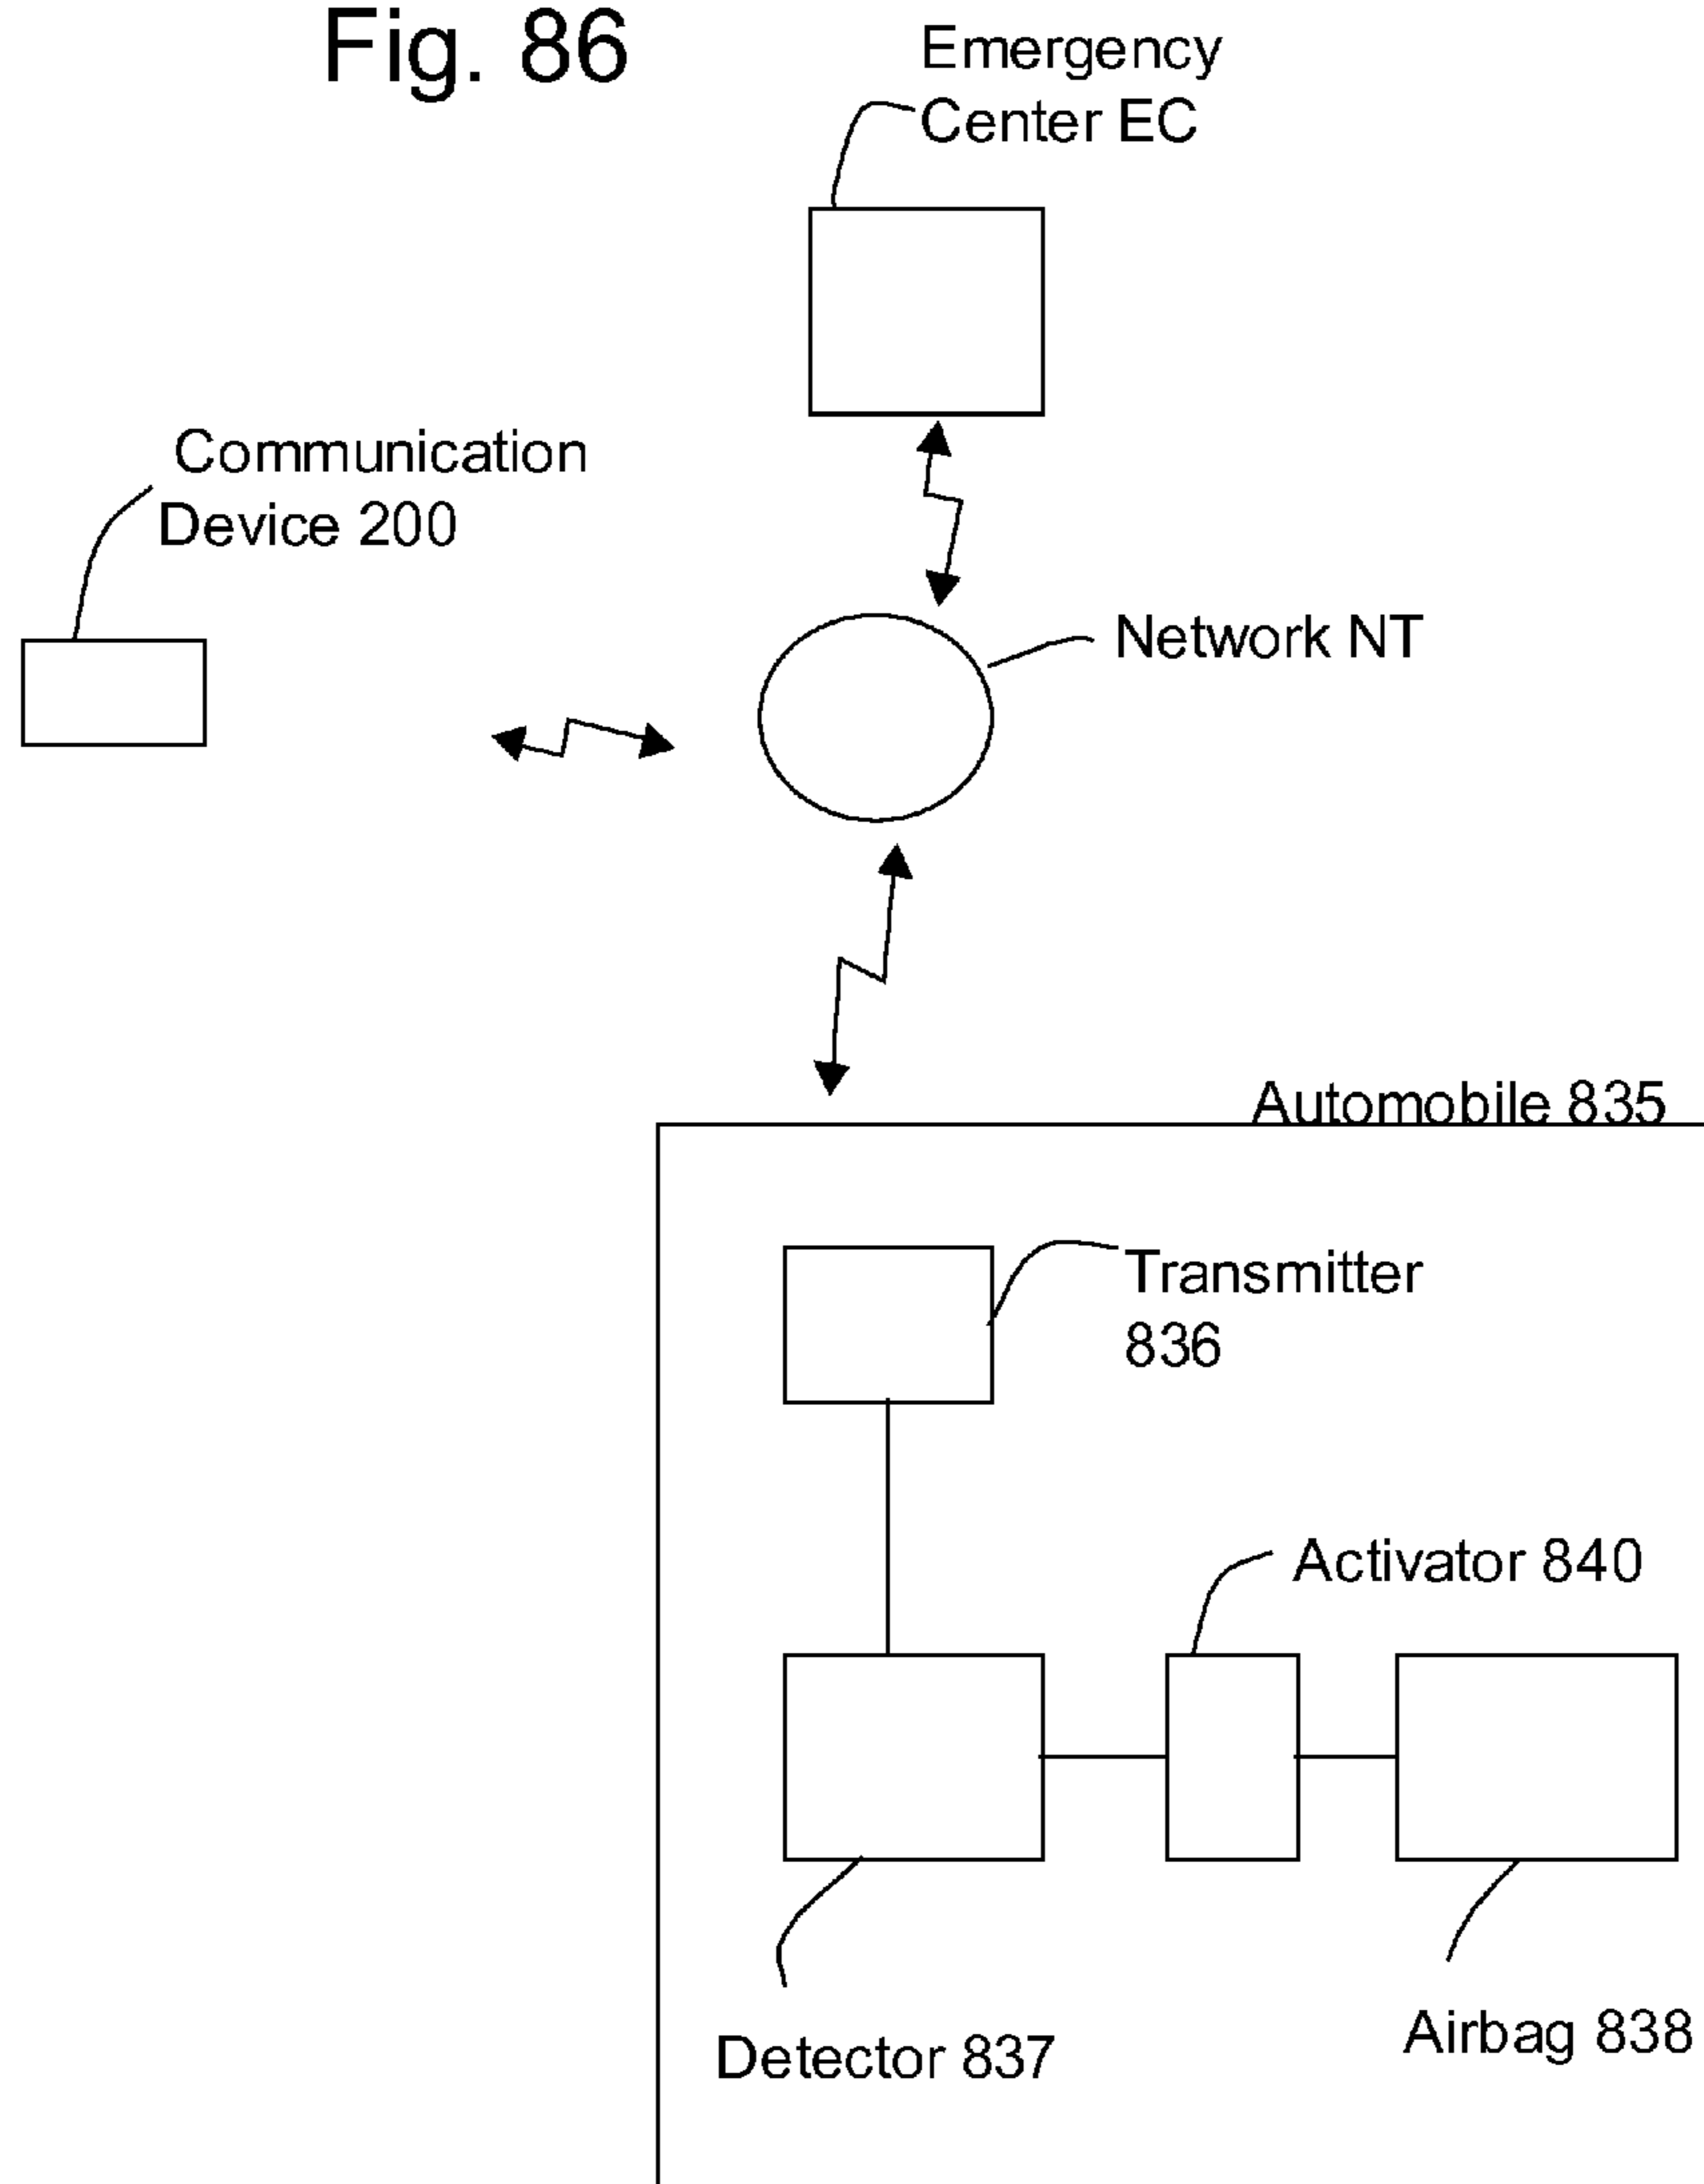 Fig. 86
Emergency
Center EC
Communication
Device 200
Network NT
Automobile 835
Transmitter
836
Activator 840
Detector 837
Airbag 838